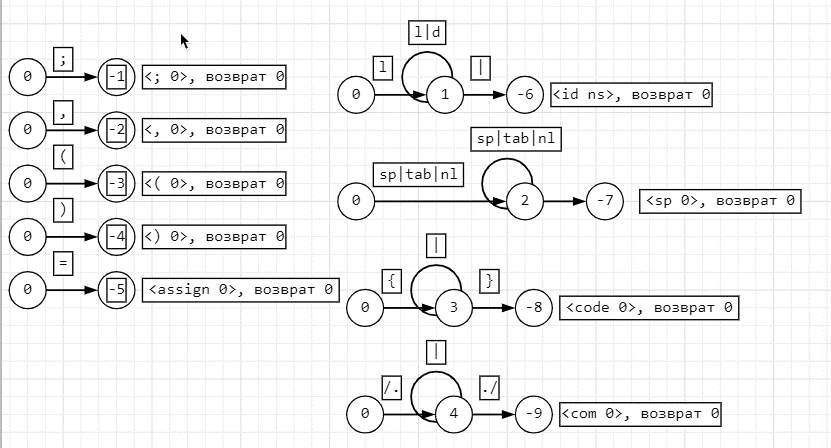 ;
0 -1 <; 0>, возврат 0
,
0 -2 <, 0>, возврат 0
(
0 -3 <( 0>, возврат 0
)
0 -4 <) 0>, возврат 0
=
0 -5 <assign 0>, возврат 0
l|d
l |
0 1 -6 <id ns>, возврат 0
sp|tab|nl
sp|tab|nl
0 2 -7 <sp 0>, возврат 0
|
{ }
0 3 -8 <code 0>, возврат 0
|
/. ./
0 4 -9 <com 0>, возврат 0